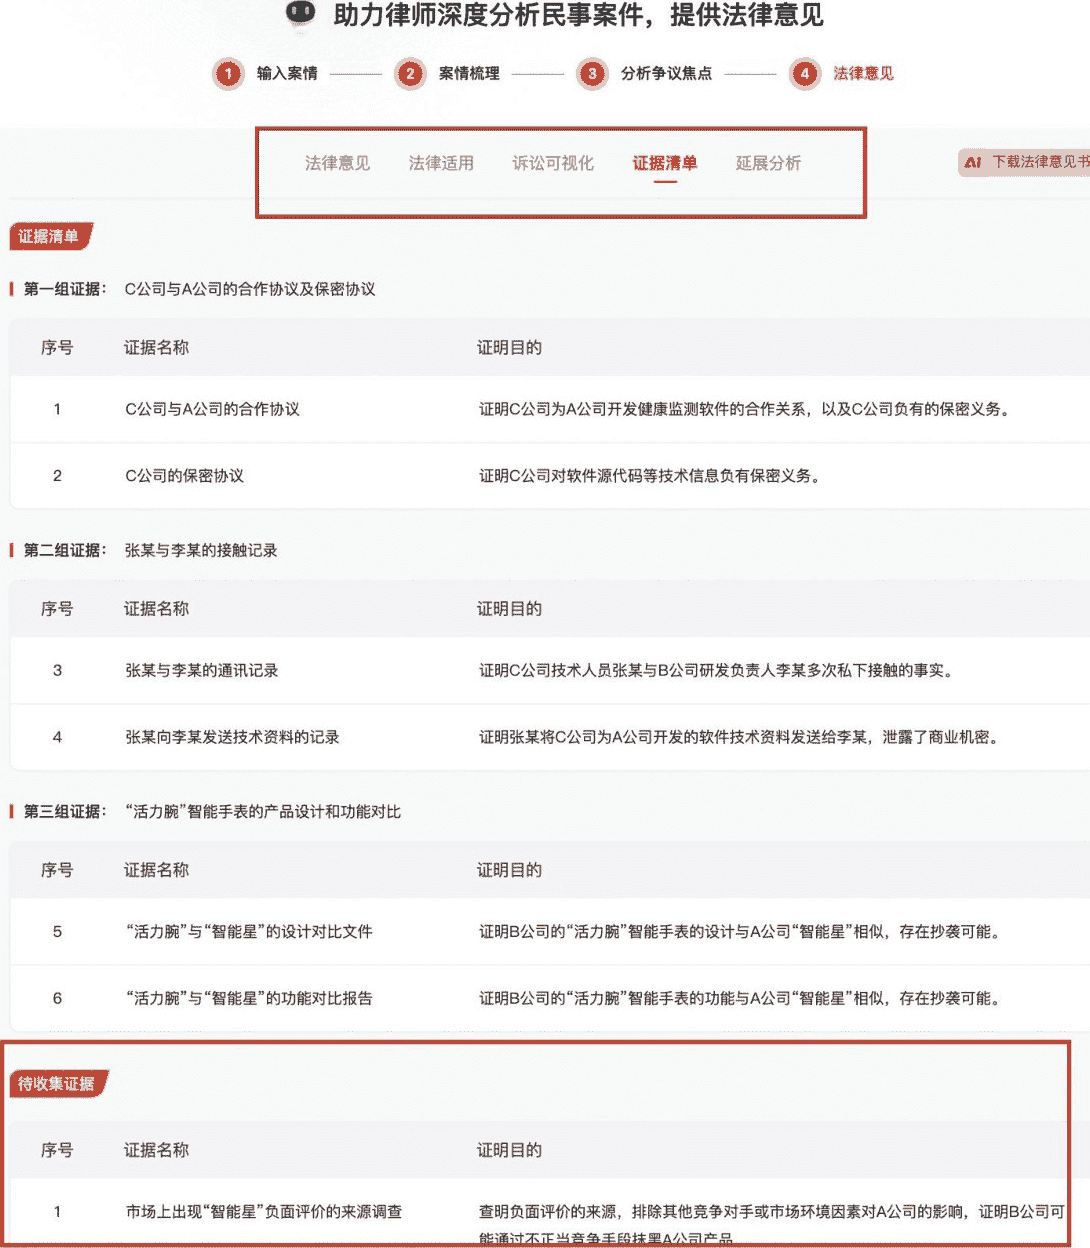 助力律师深度分析民事案件，提供法律意见
1 输入案情 2 案情梳理 3 分析争议焦点 4 法律意见
法律意见 法律适用 诉讼可视化 证据清单 延展分析 AI 下载法律意见书
证据清单
第一组证据： C公司与A公司的合作协议及保密协议
序号 证据名称 证明目的
1 C公司与A公司的合作协议 证明C公司为A公司开发健康监测软件的合作关系，以及C公司负有的保密义务。
2 C公司的保密协议 证明C公司对软件源代码等技术信息负有保密义务。
第二组证据： 张某与李某的接触记录
序号 证据名称 证明目的
3 张某与李某的通讯记录 证明C公司技术人员张某与B公司研发负责人李某多次私下接触的事实。
4 张某向李某发送技术资料的记录 证明张某将C公司为A公司开发的软件技术资料发送给李某，泄露了商业机密。
第三组证据： “活力腕”智能手表的产品设计和功能对比
序号 证据名称 证明目的
5 “活力腕”与“智能星”的设计对比文件 证明B公司的“活力腕”智能手表的设计与A公司“智能星”相似，存在抄袭可能。
6 “活力腕”与“智能星”的功能对比报告 证明B公司的“活力腕”智能手表的功能与A公司“智能星”相似，存在抄袭可能。
待收集证据
序号 证据名称 证明目的
1 市场上出现“智能星”负面评价的来源调查 查明负面评价的来源，排除其他竞争对手或市场环境因素对A公司的影响，证明B公司可
能通过不正当竞争手段抹黑A公司产品